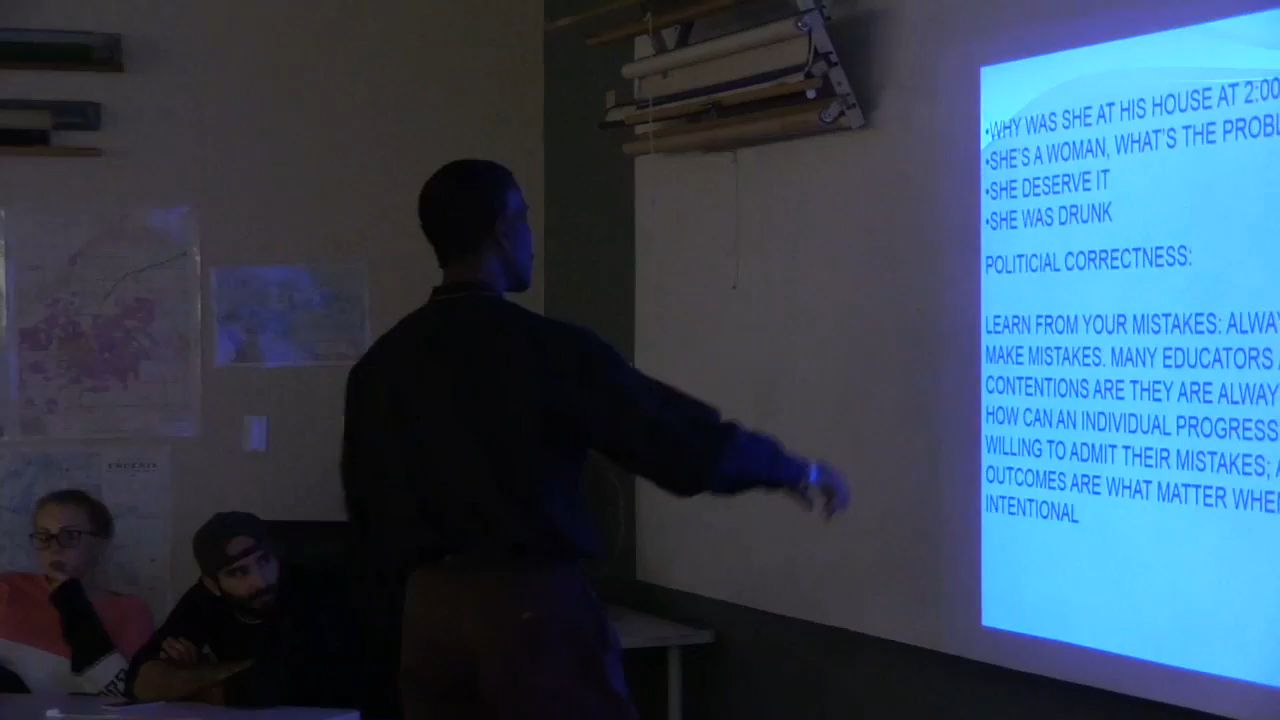 •WHY WAS SHE AT HIS HOUSE AT 2:00
•SHE'S A WOMAN, WHAT'S THE PROBL
•SHE DESERVE IT
•SHE WAS DRUNK
POLITICIAL CORRECTNESS:
LEARN FROM YOUR MISTAKES: ALWAY
MAKE MISTAKES. MANY EDUCATORS
CONTENTIONS ARE THEY ARE ALWAY
HOW CAN AN INDIVIDUAL PROGRESS
WILLING TO ADMIT THEIR MISTAKES;
OUTCOMES ARE WHAT MATTER WHE
INTENTIONAL
PHOENIX